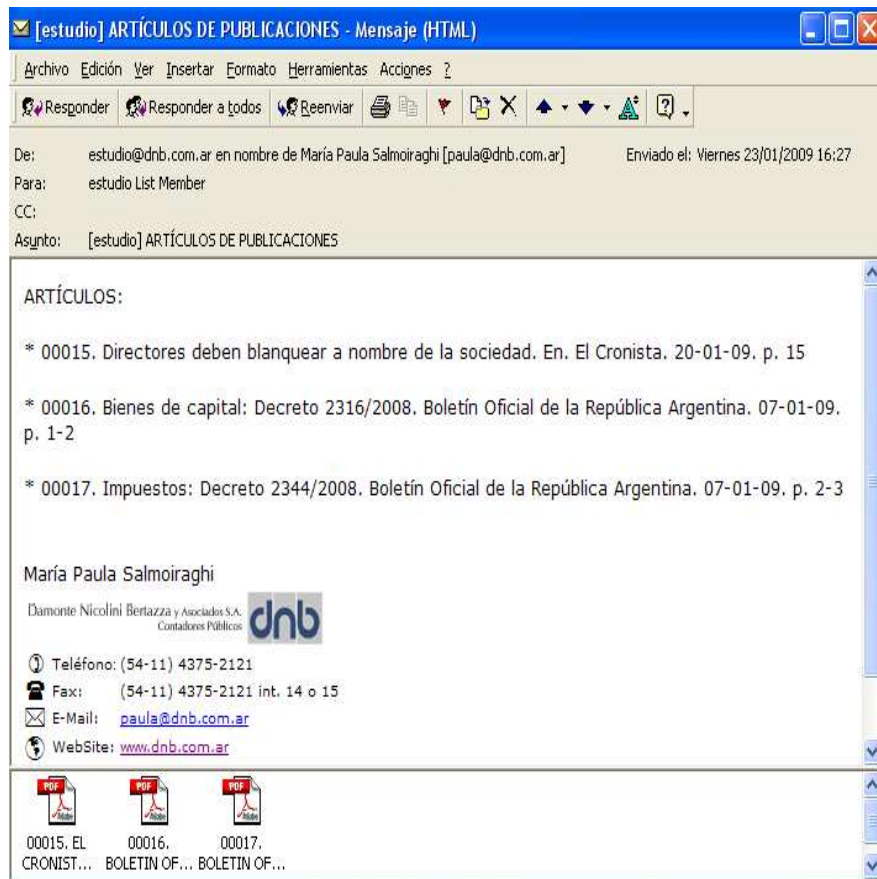 [estudio] ARTÍCULOS DE PUBLICACIONES - Mensaje (HTML)
Archivo Edición Ver Insertar Formato Herramientas Acciones ?
Responder Responder a todos Reenviar
De: estudio@dnb.com.ar en nombre de María Paula Salmoiraghi [paula@dnb.com.ar] Enviado el: Viernes 23/01/2009 16:27
Para: estudio List Member
CC:
Asunto: [estudio] ARTÍCULOS DE PUBLICACIONES
ARTÍCULOS:
* 00015. Directores deben blanquear a nombre de la sociedad. En. El Cronista. 20-01-09. p. 15
* 00016. Bienes de capital: Decreto 2316/2008. Boletín Oficial de la República Argentina. 07-01-09.
p. 1-2
* 00017. Impuestos: Decreto 2344/2008. Boletín Oficial de la República Argentina. 07-01-09. p. 2-3
María Paula Salmoiraghi
Damonte Nicolini Bertazza y Asociados S.A.
Contadores Públicos
dnb
Teléfono: (54-11) 4375-2121
Fax: (54-11) 4375-2121 int. 14 o 15
E-Mail: paula@dnb.com.ar
WebSite: www.dnb.com.ar
PDF PDF PDF
Adobe Adobe Adobe
00015. EL 00016. 00017.
CRONIST... BOLETIN OF... BOLETIN OF...